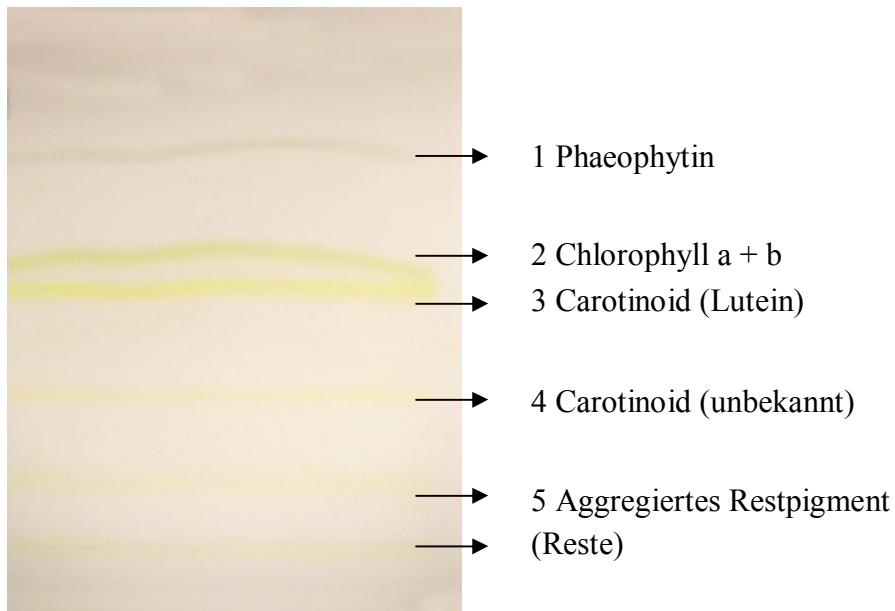 1 Phaeophytin
2 Chlorophyll a + b
3 Carotinoid (Lutein)
4 Carotinoid (unbekannt)
5 Aggregiertes Restpigment
(Reste)